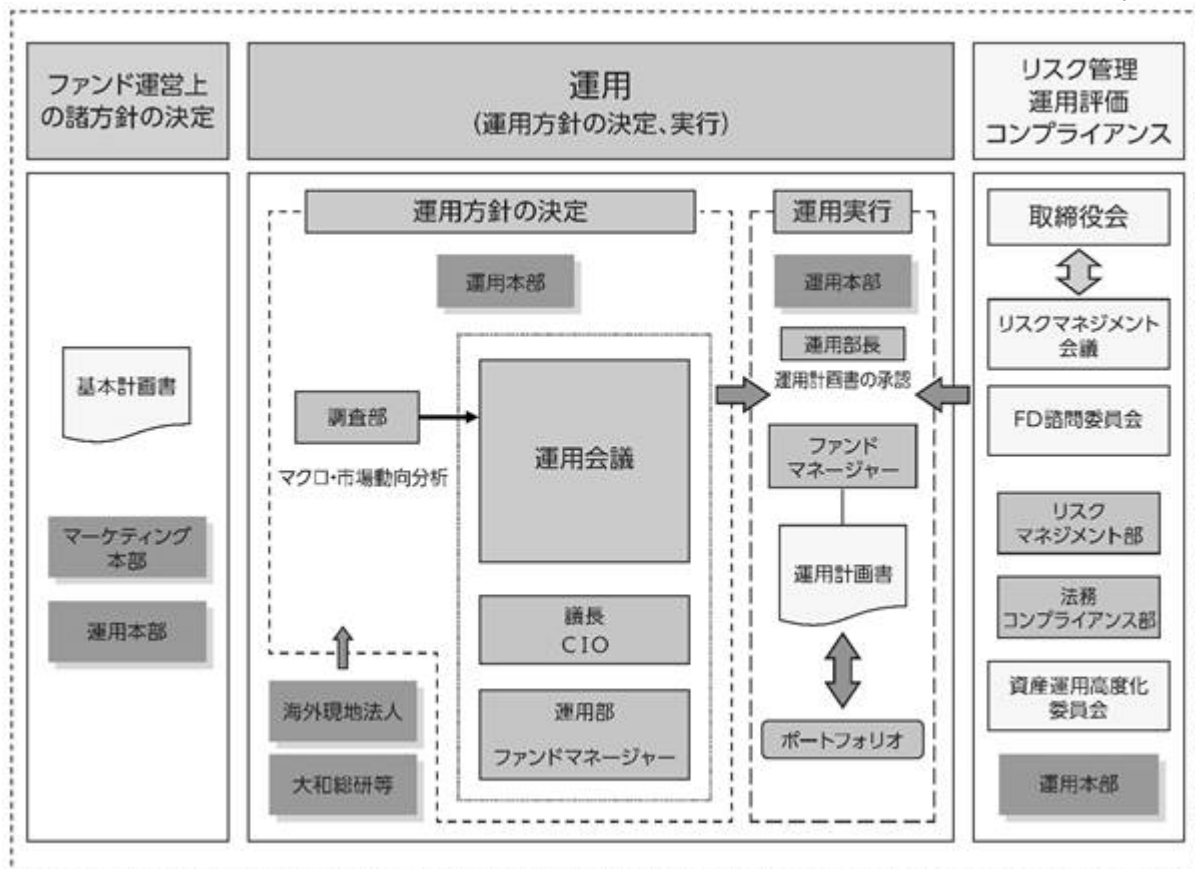 ファンド運営上
の諸方針の決定
運用
(運用方針の決定、実行)
リスク管理
運用評価
コンプライアンス
基本計画書
マーケティング
本部
運用本部
運用方針の決定
運用本部
調査部
マクロ・市場動向分析
運用会議
議長
CIO
運用部
ファンドマネージャー
海外現地法人
大和総研等
運用実行
運用本部
運用部長
運用計画書の承認
ファンド
マネージャー
運用計画書
ポートフォリオ
取締役会
リスクマネジメント
会議
FD諮問委員会
リスク
マネジメント部
法務
コンプライアンス部
資産運用高度化
委員会
運用本部